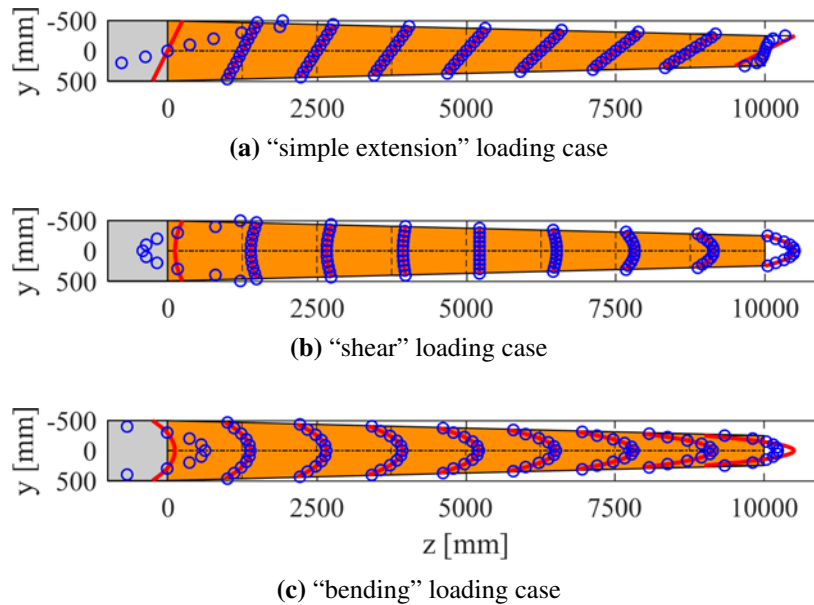 -500
y [mm]
0
500
0 2500 5000 7500 10000
(a) “simple extension” loading case
-500
y [mm]
0
500
0 2500 5000 7500 10000
(b) “shear” loading case
-500
y [mm]
0
500
0 2500 5000 7500 10000
z [mm]
(c) “bending” loading case